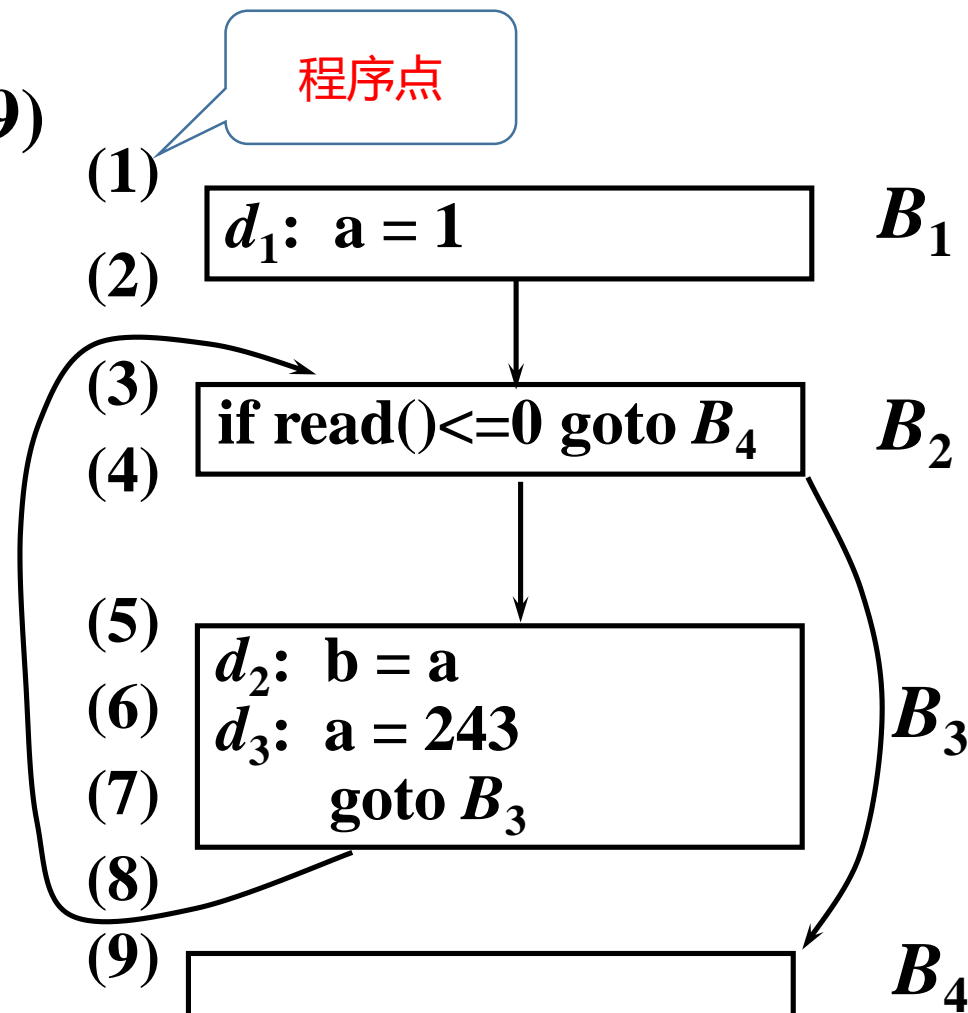 程序点
9)
(1)
d₁: a = 1
B₁
(2)
(3)
if read()<=0 goto B₄
B₂
(4)
(5)
d₂: b = a
(6)
d₃: a = 243
B₃
(7)
goto B₃
(8)
(9)
B₄